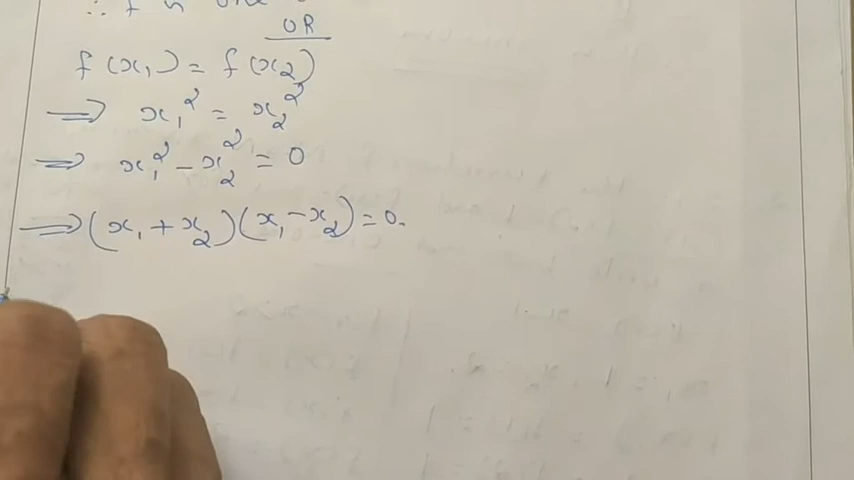 OR
f(x₁) = f(x₂)
⟹ x₁² = x₂²
⟹ x₁² - x₂² = 0
⟹ (x₁ + x₂)(x₁ - x₂) = 0.